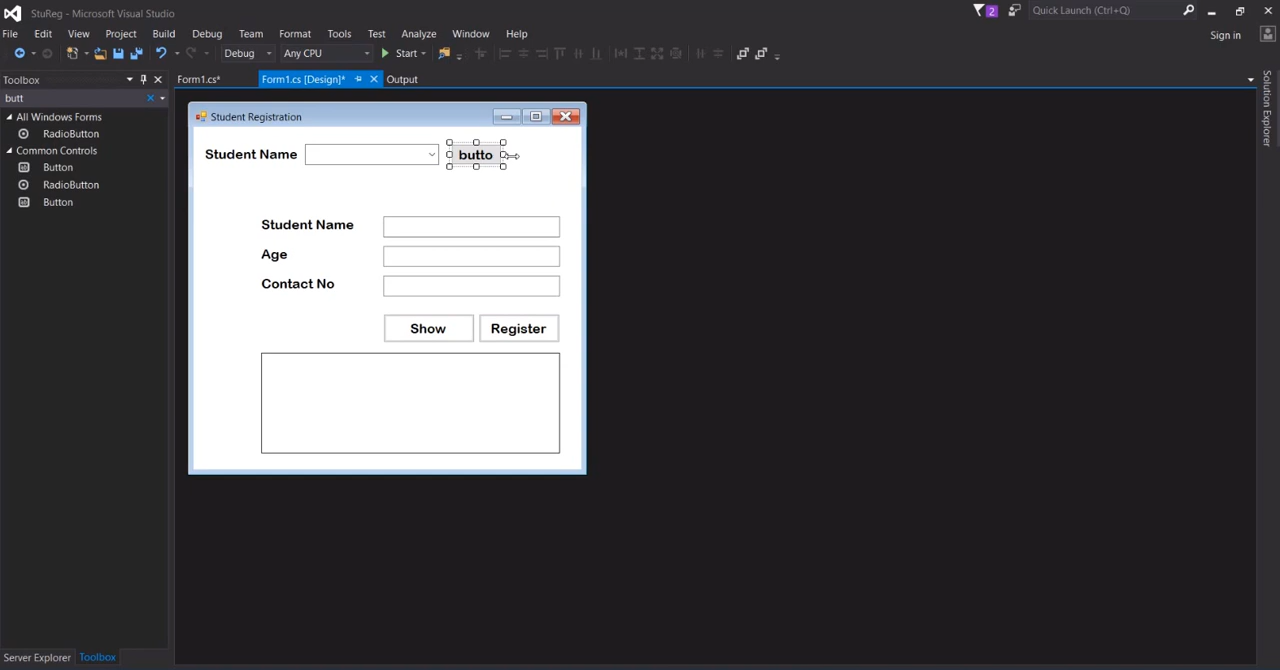 StuReg - Microsoft Visual Studio
2
Quick Launch (Ctrl+Q)
File Edit View Project Build Debug Team Format Tools Test Analyze Window Help
Sign in
Debug Any CPU Start
Toolbox
Form1.cs* Form1.cs [Design]* Output
butt
All Windows Forms
RadioButton
Common Controls
Button
RadioButton
Button
Student Registration
Student Name butto
Student Name
Age
Contact No
Show Register
Solution Explorer
Server Explorer Toolbox